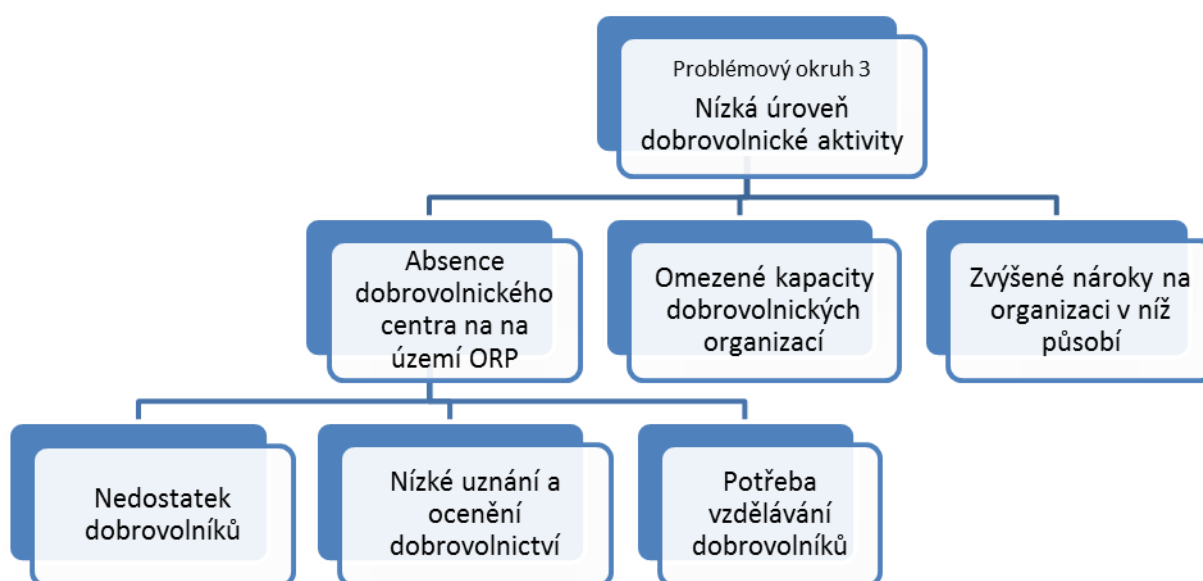 Problémový okruh 3
Nízká úroveň
dobrovolnické aktivity
Absence
dobrovolnického
centra na na
území ORP
Omezené kapacity
dobrovolnických
organizací
Zvýšené nároky na
organizaci v níž
působí
Nedostatek
dobrovolníků
Nízké uznání a
ocenění
dobrovolnictví
Potřeba
vzdělávání
dobrovolníků